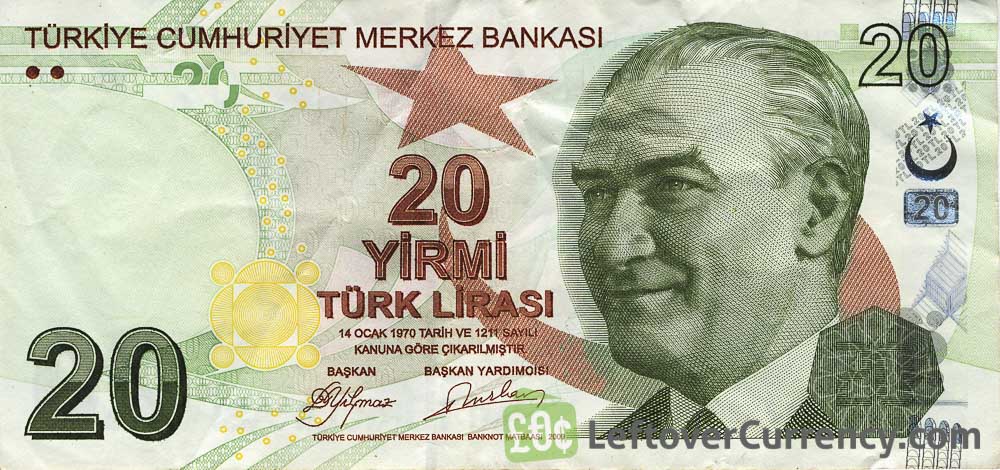 TÜRKİYE CUMHURİYET MERKEZ BANKASI
20
20
20
YİRMİ
TÜRK LİRASI
14 OCAK 1970 TARİH VE 1211 SAYILI
KANUNA GÖRE ÇIKARILMIŞTIR
BAŞKAN BAŞKAN YARDIMCISI
20
20
TÜRKİYE CUMHURİYET MERKEZ BANKASI BANKNOT MATBAASI 2009
LeftoverCurrency.com